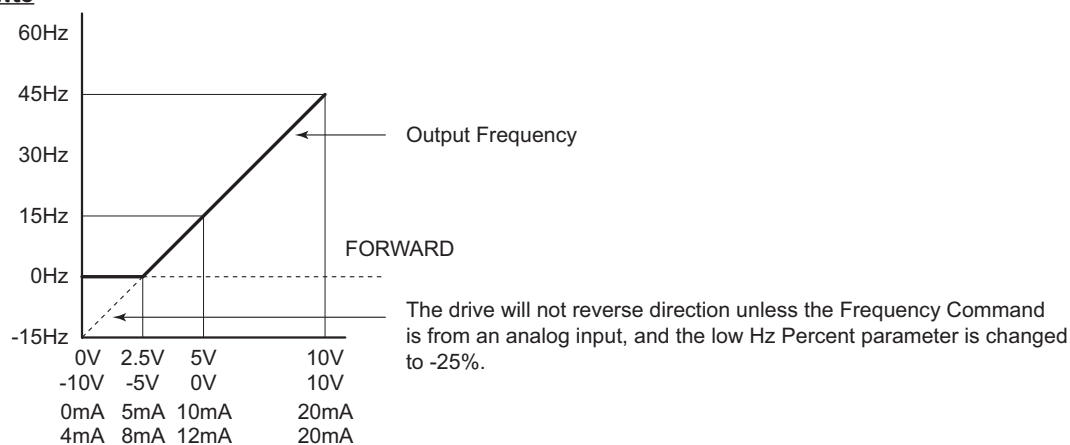 60Hz
45Hz
Output Frequency
30Hz
15Hz
FORWARD
0Hz
The drive will not reverse direction unless the Frequency Command
is from an analog input, and the low Hz Percent parameter is changed
to -25%.
-15Hz
0V 2.5V 5V 10V
-10V -5V 0V 10V
0mA 5mA 10mA 20mA
4mA 8mA 12mA 20mA